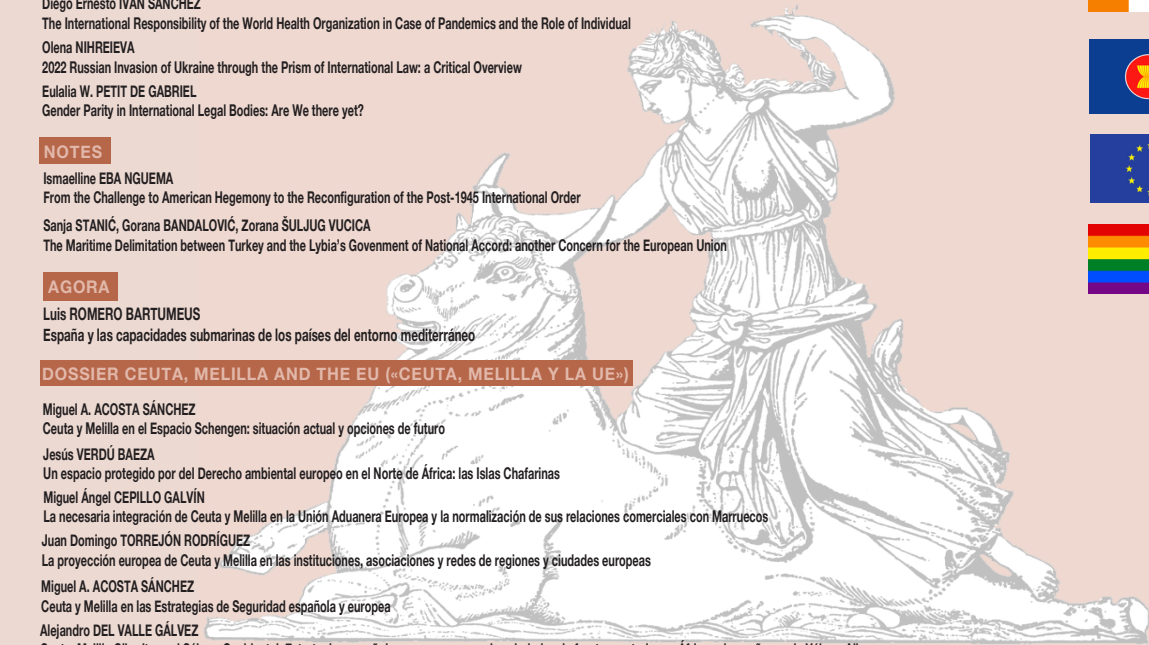 Diego Ernesto IVÁN SÁNCHEZ
The International Responsibility of the World Health Organization in Case of Pandemics and the Role of Individual
Olena NIHREIEVA
2022 Russian Invasion of Ukraine through the Prism of International Law: a Critical Overview
Eulalia W. PETIT DE GABRIEL
Gender Parity in International Legal Bodies: Are We there yet?
NOTES
Ismaelline EBA NGUEMA
From the Challenge to American Hegemony to the Reconfiguration of the Post-1945 International Order
Sanja STANIĆ, Gorana BANDALOVIĆ, Zorana ŠULJUG VUCICA
The Maritime Delimitation between Turkey and the Lybia's Govenment of National Accord: another Concern for the European Union
AGORA
Luis ROMERO BARTUMEUS
España y las capacidades submarinas de los países del entorno mediterráneo
DOSSIER CEUTA, MELILLA AND THE EU («CEUTA, MELILLA Y LA UE»)
Miguel A. ACOSTA SÁNCHEZ
Ceuta y Melilla en el Espacio Schengen: situación actual y opciones de futuro
Jesús VERDÚ BAEZA
Un espacio protegido por del Derecho ambiental europeo en el Norte de África: las Islas Chafarinas
Miguel Ángel CEPILLO GALVÍN
La necesaria integración de Ceuta y Melilla en la Unión Aduanera Europea y la normalización de sus relaciones comerciales con Marruecos
Juan Domingo TORREJÓN RODRÍGUEZ
La proyección europea de Ceuta y Melilla en las instituciones, asociaciones y redes de regiones y ciudades europeas
Miguel A. ACOSTA SÁNCHEZ
Ceuta y Melilla en las Estrategias de Seguridad española y europea
Alejandro DEL VALLE GÁLVEZ